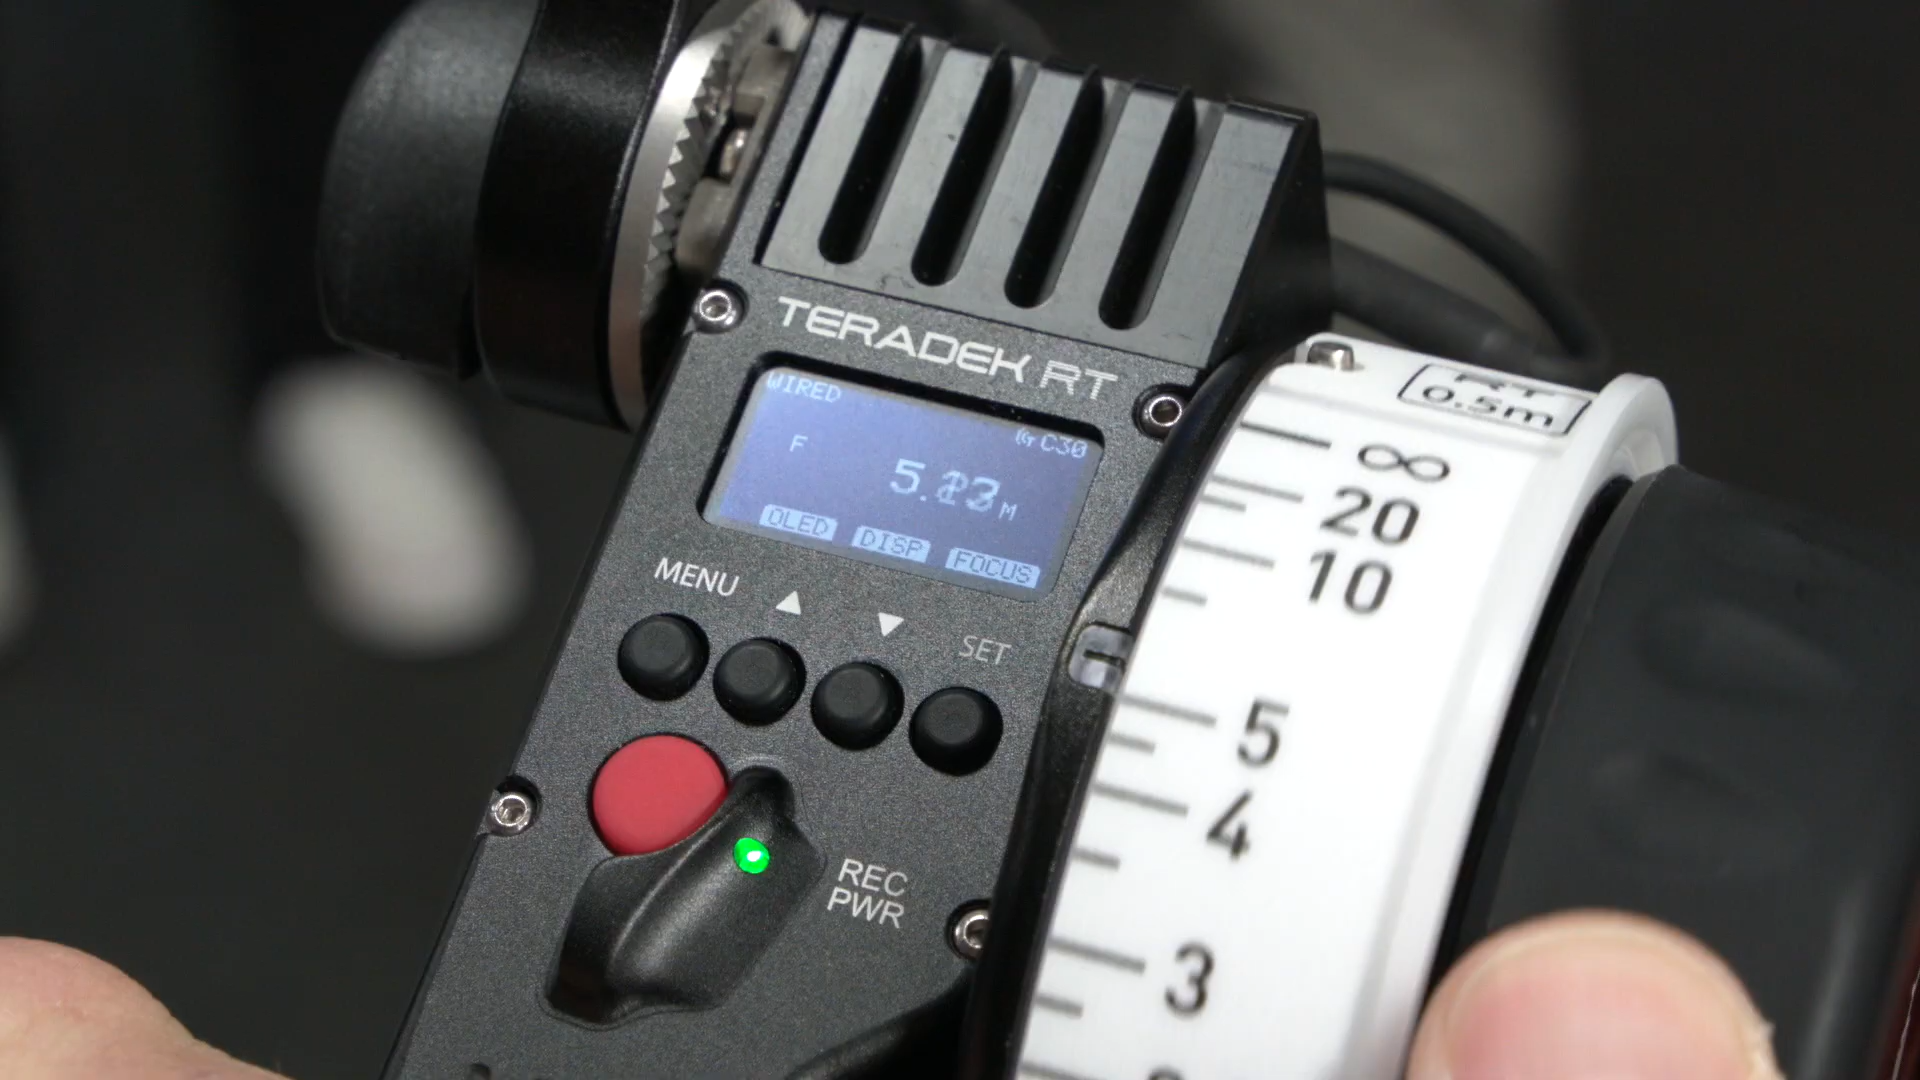 TERADEK RT
WIRED
C30
F
M
OLED DISP FOCUS
MENU ▲ ▼ SET
REC
PWR
RT
0.5m
∞
20
10
5
4
3